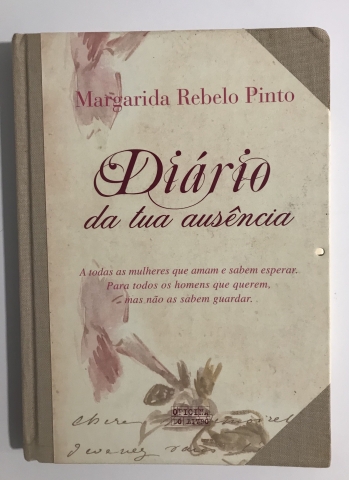 Margarida Rebelo Pinto
Diário
da tua ausência
A todas as mulheres que amam e sabem esperar.
Para todos os homens que querem,
mas não as sabem guardar.
OFICINA
DO LIVRO